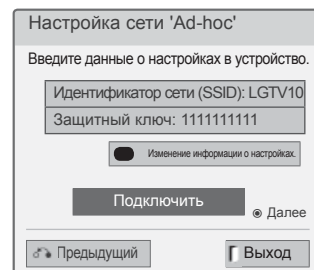 Настройка сети 'Ad-hoc'
Введите данные о настройках в устройство.
Идентификатор сети (SSID): LGTV10
Защитный ключ: 1111111111
Изменение информации о настройках.
Подключить
Далее
Предыдущий
Выход